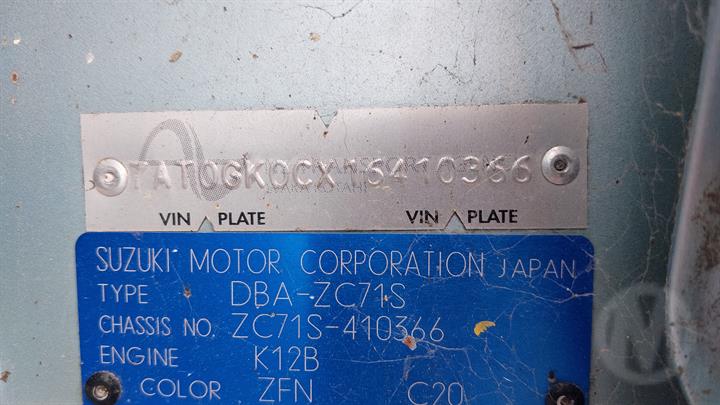 7AT0GK0CX16410366
VIN PLATE VIN PLATE
SUZUKI MOTOR CORPORATION JAPAN
TYPE DBA-ZC71S
CHASSIS NO. ZC71S-410366
ENGINE K12B
COLOR ZFN C20